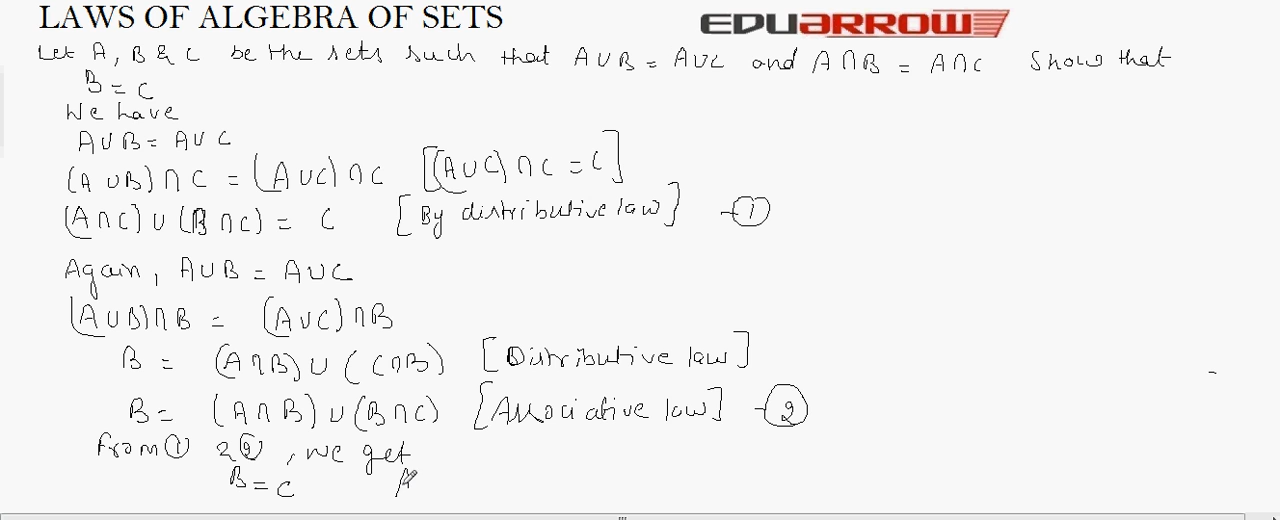 LAWS OF ALGEBRA OF SETS
EDUARROW
Let A, B & C be the sets such that A∪B = A∪C and A∩B = A∩C Show that
B = C
We have
A∪B = A∪C
(A∪B)∩C = (A∪C)∩C [(A∪C)∩C = C]
(A∩C)∪(B∩C) = C [By distributive law] -①
Again, A∪B = A∪C
(A∪B)∩B = (A∪C)∩B
B = (A∩B)∪(C∩B) [Distributive law]
B = (A∩B)∪(B∩C) [Associative law] -②
From ① 2②, we get
B = C